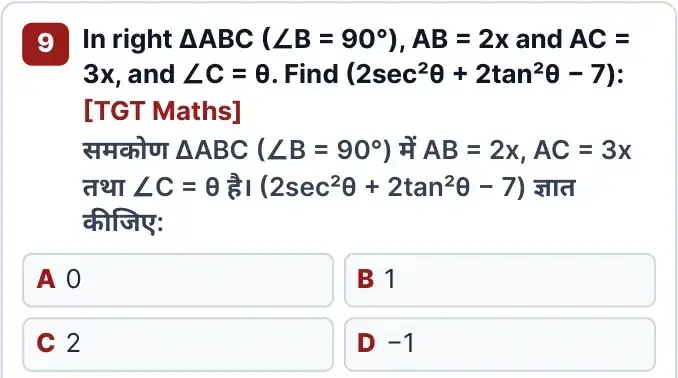 9 In right ΔABC (∠B = 90°), AB = 2x and AC =
3x, and ∠C = θ. Find (2sec²θ + 2tan²θ − 7):
[TGT Maths]
समकोण ΔABC (∠B = 90°) में AB = 2x, AC = 3x
तथा ∠C = θ है। (2sec²θ + 2tan²θ − 7) ज्ञात
कीजिए:
A 0
B 1
C 2
D −1